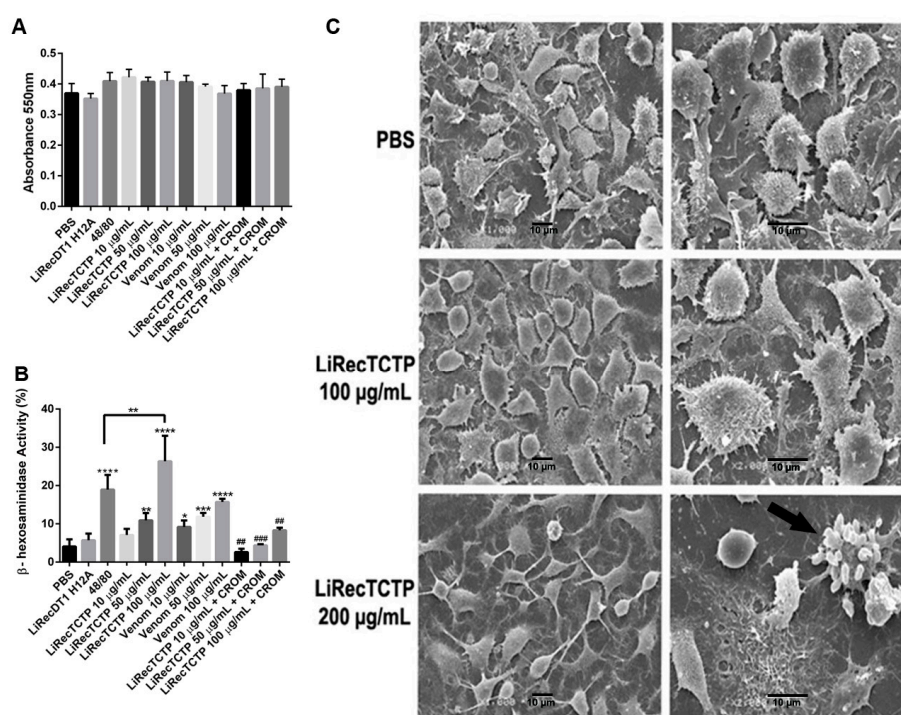 A
Absorbance 550nm
0.5
0.4
0.3
0.2
0.1
0.0
PBS
LiRecDT1 H12A
48/80
LiRecTCTP 10 µg/mL
LiRecTCTP 50 µg/mL
LiRecTCTP 100 µg/mL
Venom 10 µg/mL
Venom 50 µg/mL
Venom 100 µg/mL
LiRecTCTP 10 µg/mL + CROM
LiRecTCTP 50 µg/mL + CROM
LiRecTCTP 100 µg/mL + CROM
B
β- hexosaminidase Activity (%)
40
30
20
10
0
**
****
**
****
*
***
****
##
###
##
PBS
LiRecDT1 H12A
48/80
LiRecTCTP 10 µg/mL
LiRecTCTP 50 µg/mL
LiRecTCTP 100 µg/mL
Venom 10 µg/mL
Venom 50 µg/mL
Venom 100 µg/mL
LiRecTCTP 10 µg/mL + CROM
LiRecTCTP 50 µg/mL + CROM
LiRecTCTP 100 µg/mL + CROM
C
PBS
X1,000
10 µm
10 µm
LiRecTCTP
100 µg/mL
10 µm
X2,000
10 µm
LiRecTCTP
200 µg/mL
10 µm
10 µm